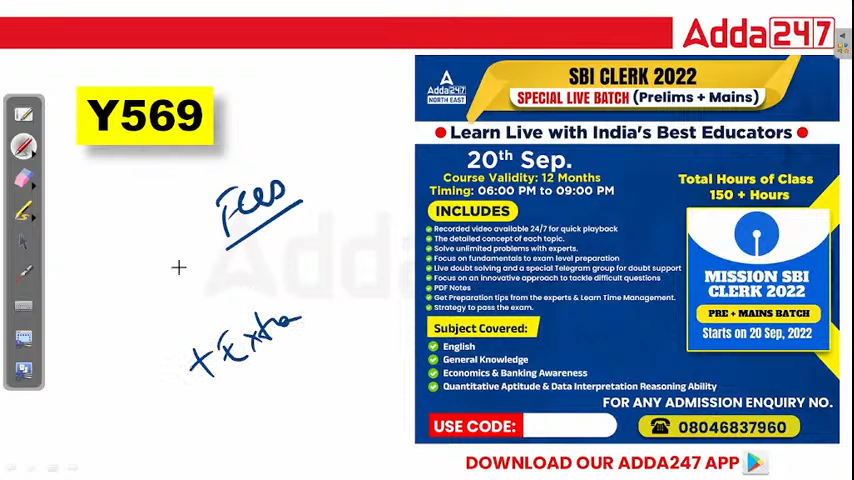 Adda247
Y569
Fees
+ Extra
Adda247
Adda247
NORTH EAST
SBI CLERK 2022
SPECIAL LIVE BATCH (Prelims + Mains)
Learn Live with India's Best Educators
20th Sep.
Course Validity: 12 Months
Timing: 06:00 PM to 09:00 PM
Total Hours of Class
150 + Hours
INCLUDES
Recorded video available 24/7 for quick playback
The detailed concept of each topic.
Solve unlimited problems with experts.
Focus on fundamentals to exam level preparation
Live doubt solving and a special Telegram group for doubt support
Focus on an innovative approach to tackle difficult questions
PDF Notes
Get Preparation tips from the experts & Learn Time Management.
Strategy to pass the exam.
MISSION SBI
CLERK 2022
PRE + MAINS BATCH
Starts on 20 Sep, 2022
Subject Covered:
English
General Knowledge
Economics & Banking Awareness
Quantitative Aptitude & Data Interpretation Reasoning Ability
FOR ANY ADMISSION ENQUIRY NO.
USE CODE:
08046837960
DOWNLOAD OUR ADDA247 APP